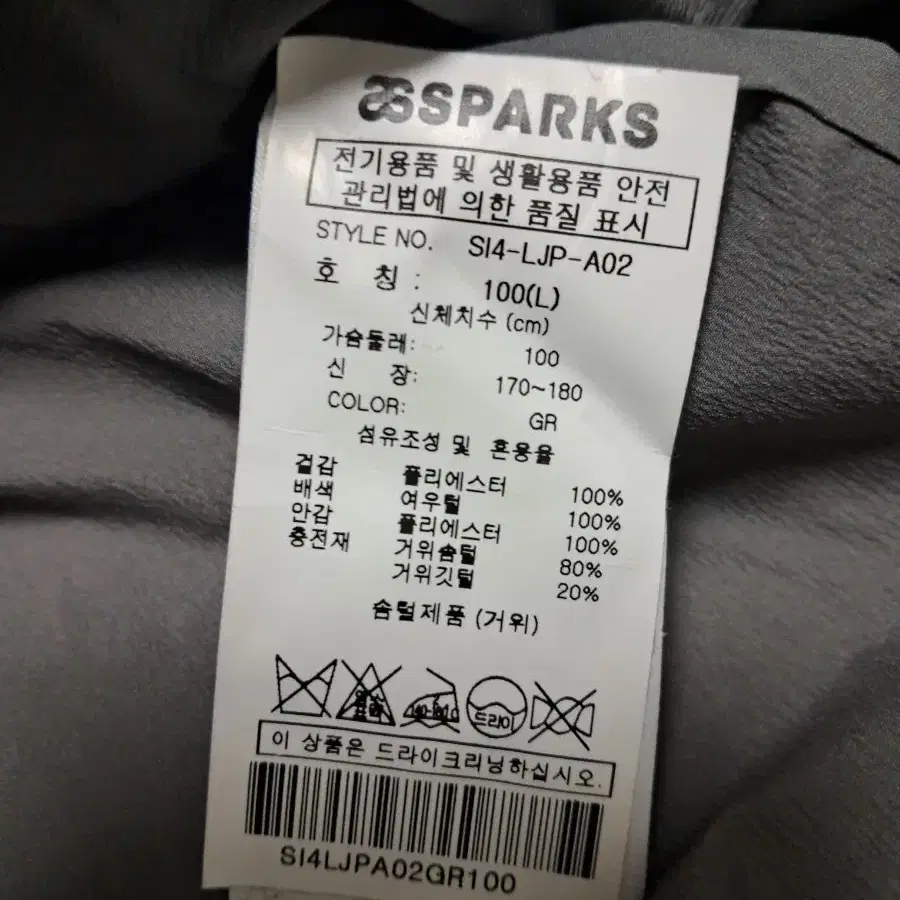 SPARKS
전기용품 및 생활용품 안전
관리법에 의한 품질 표시
STYLE NO. SI4-LJP-A02
호 칭 : 100(L)
신체치수 (cm)
가슴둘레: 100
신 장: 170~180
COLOR: GR
섬유조성 및 혼용율
겉감 폴리에스터 100%
배색 여우털 100%
안감 폴리에스터 100%
충전재 거위솜털 80%
거위깃털 20%
솜털제품 (거위)
드라이
이 상품은 드라이크리닝하십시오.
SI4LJPA02GR100